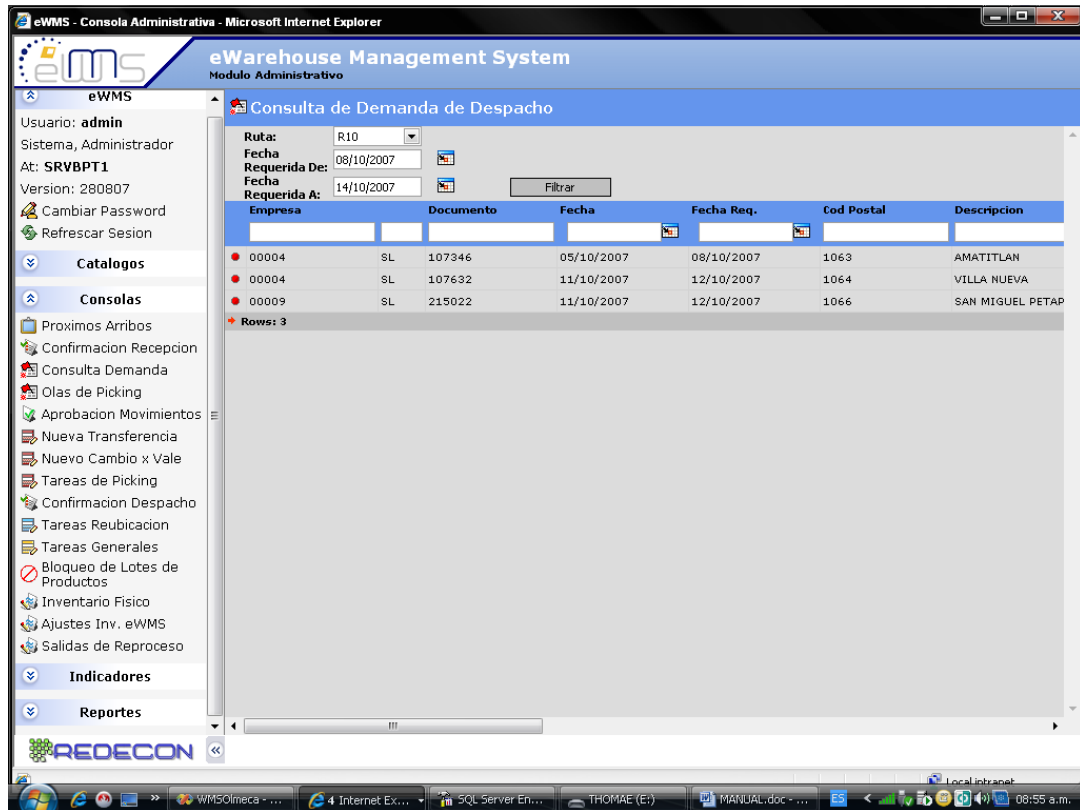 eWMS - Consola Administrativa - Microsoft Internet Explorer
eWMS
eWarehouse Management System
Modulo Administrativo
eWMS
Usuario: admin
Sistema, Administrador
At: SRVBPT1
Version: 280807
Cambiar Password
Refrescar Sesion
Catalogos
Consolas
Proximos Arribos
Confirmacion Recepcion
Consulta Demanda
Olas de Picking
Aprobacion Movimientos
Nueva Transferencia
Nuevo Cambio x Vale
Tareas de Picking
Confirmacion Despacho
Tareas Reubicacion
Tareas Generales
Bloqueo de Lotes de
Productos
Inventario Fisico
Ajustes Inv. eWMS
Salidas de Reproceso
Indicadores
Reportes
REDECON
Consulta de Demanda de Despacho
Ruta: R10
Fecha
Requerida De: 08/10/2007
Fecha
Requerida A: 14/10/2007 Filtrar
Empresa Documento Fecha Fecha Req. Cod Postal Descripcion
00004 SL 107346 05/10/2007 08/10/2007 1063 AMATITLAN
00004 SL 107632 11/10/2007 12/10/2007 1064 VILLA NUEVA
00009 SL 215022 11/10/2007 12/10/2007 1066 SAN MIGUEL PETAP
Rows: 3
Local intranet
WMSOlmeca - ... 4 Internet Ex... SQL Server En... THOMAE (E:) MANUAL.doc - ... ES 08:55 a.m.